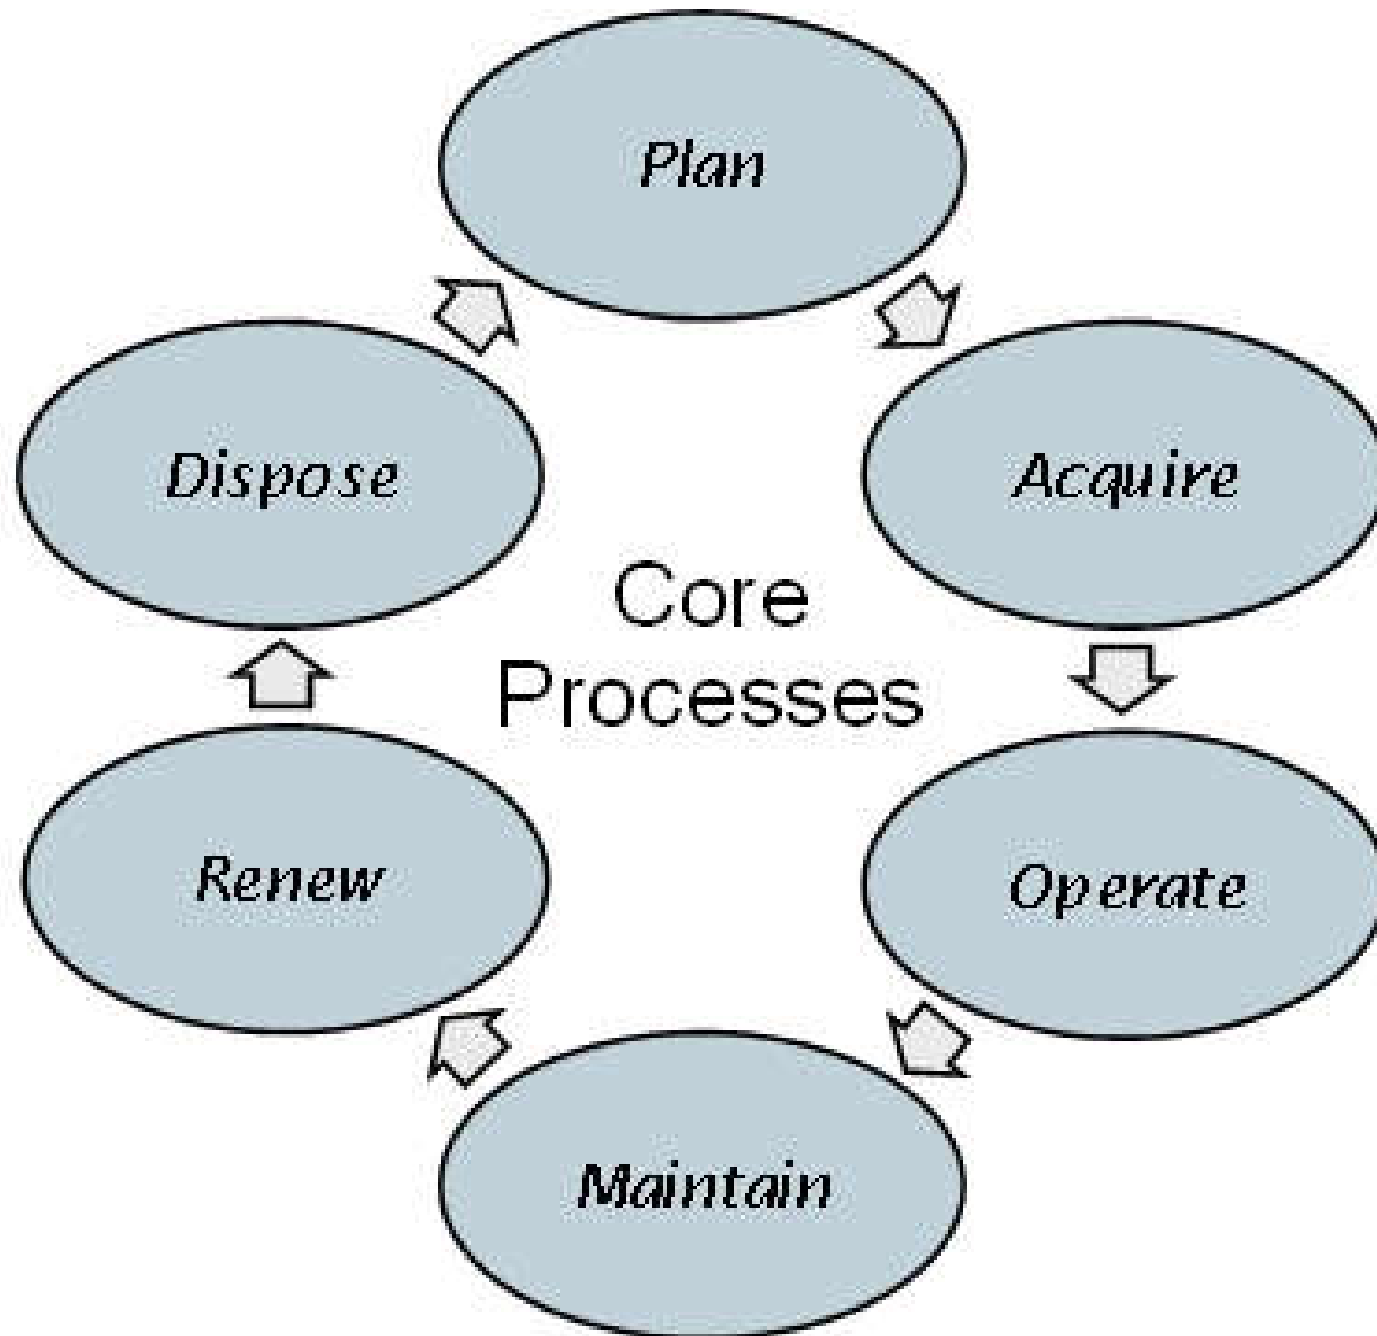 Plan
Dispose
Acquire
Core
Processes
Renew
Operate
Maintain